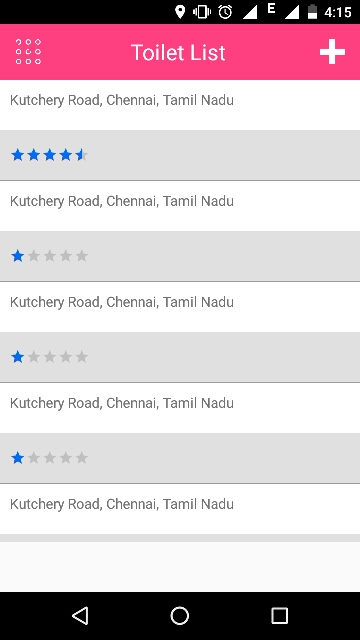 E
4:15
Toilet List
Kutchery Road, Chennai, Tamil Nadu
Kutchery Road, Chennai, Tamil Nadu
Kutchery Road, Chennai, Tamil Nadu
Kutchery Road, Chennai, Tamil Nadu
Kutchery Road, Chennai, Tamil Nadu